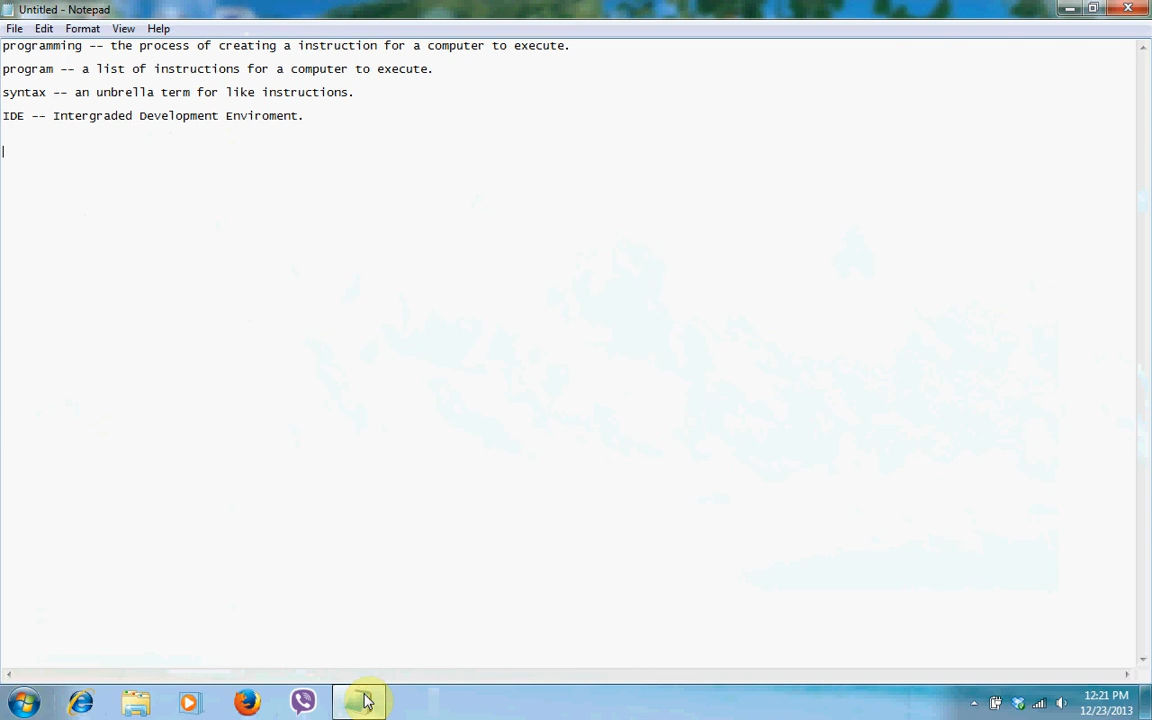 Untitled - Notepad
File Edit Format View Help
programming -- the process of creating a instruction for a computer to execute.
program -- a list of instructions for a computer to execute.
syntax -- an unbrella term for like instructions.
IDE -- Intergraded Development Enviroment.
12:21 PM
12/23/2013